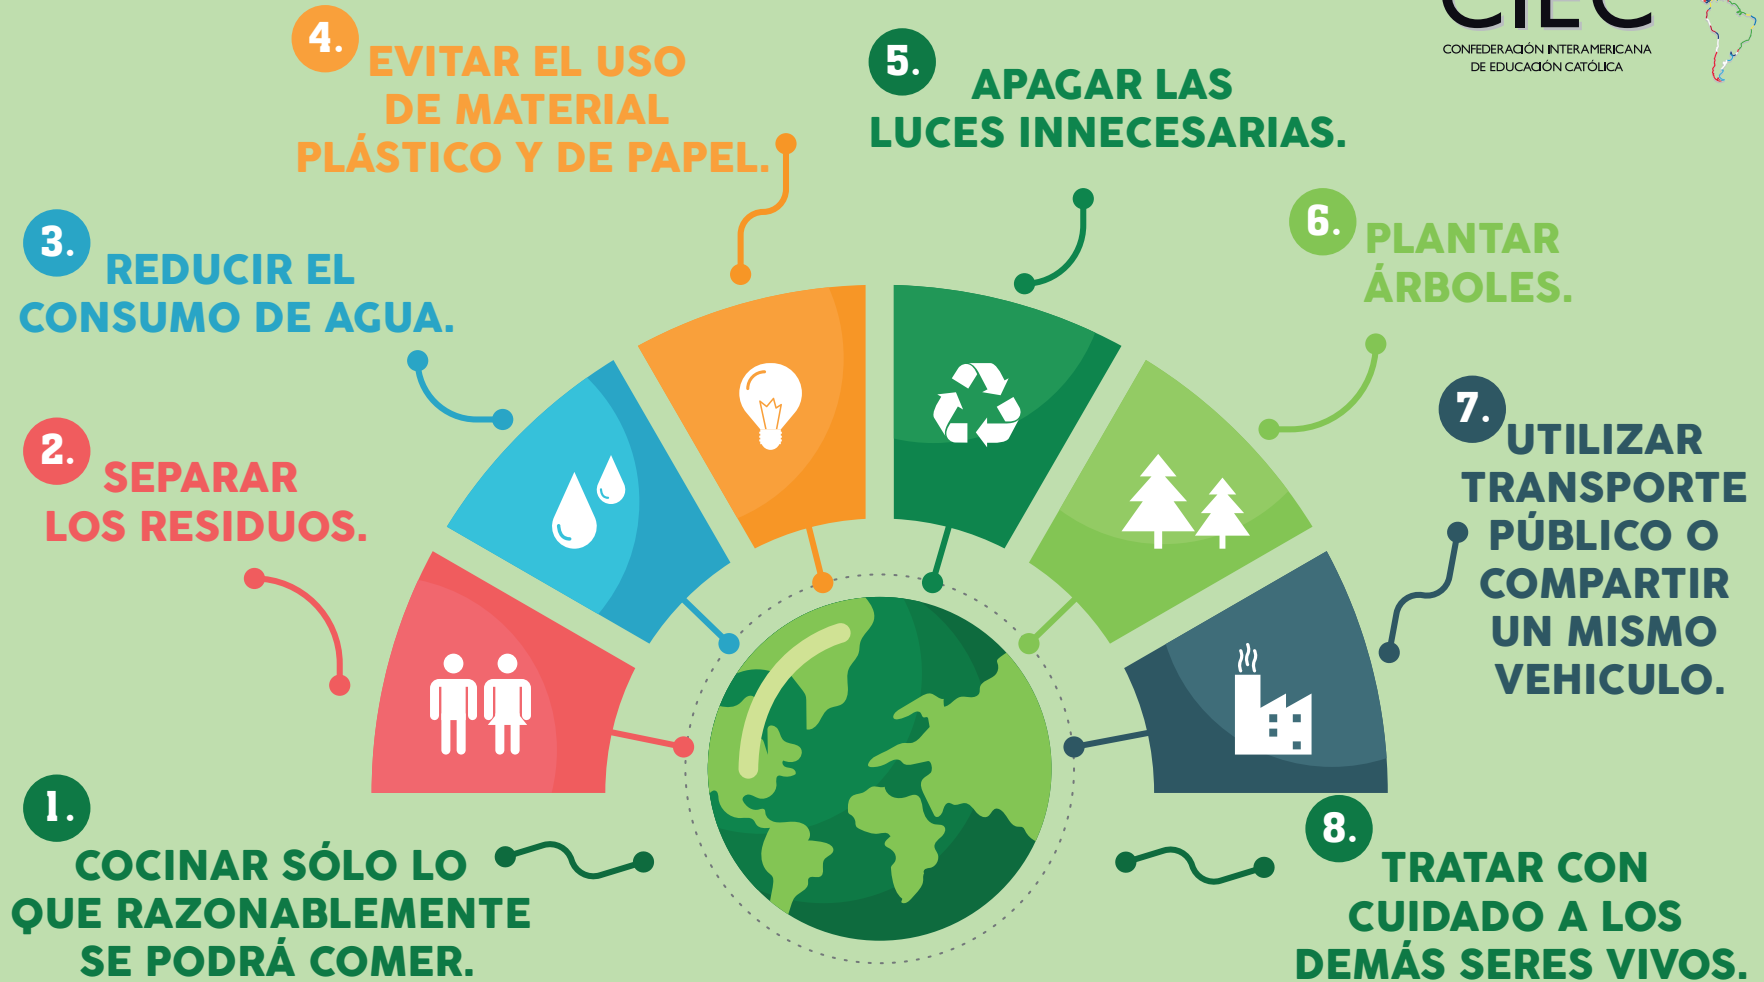 1.
COCINAR SÓLO LO
QUE RAZONABLEMENTE
SE PODRÁ COMER.
2.
SEPARAR
LOS RESIDUOS.
3.
REDUCIR EL
CONSUMO DE AGUA.
4.
EVITAR EL USO
DE MATERIAL
PLÁSTICO Y DE PAPEL.
5.
APAGAR LAS
LUCES INNECESARIAS.
6.
PLANTAR
ÁRBOLES.
7.
UTILIZAR
TRANSPORTE
PÚBLICO O
COMPARTIR
UN MISMO
VEHICULO.
8.
TRATAR CON
CUIDADO A LOS
DEMÁS SERES VIVOS.
CIEC
CONFEDERACIÓN INTERAMERICANA
DE EDUCACIÓN CATÓLICA